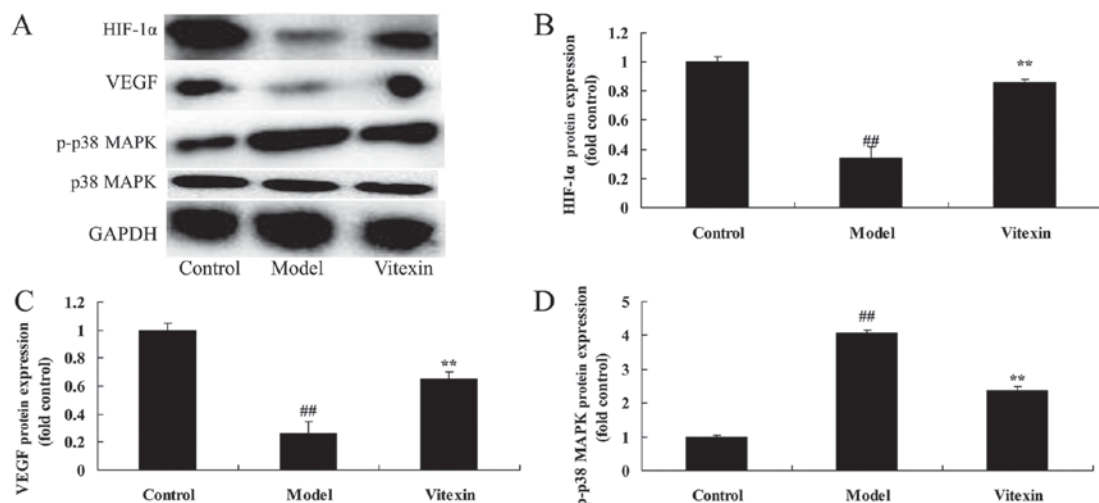 A
HIF-1α
VEGF
p-p38 MAPK
p38 MAPK
GAPDH
Control Model Vitexin
B
HIF-1α protein expression
(fold control)
1.2
1
0.8
0.6
0.4
0.2
0
##
**
Control Model Vitexin
C
VEGF protein expression
(fold control)
1.2
1
0.8
0.6
0.4
0.2
0
##
**
Control Model Vitexin
D
p-p38 MAPK protein expression
(fold control)
5
4
3
2
1
0
##
**
Control Model Vitexin